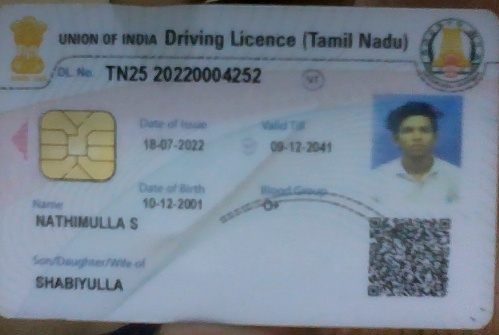 UNION OF INDIA Driving Licence (Tamil Nadu)
DL. No. TN25 20220004252
Date of Issue Valid Till
18-07-2022 09-12-2041
Date of Birth Blood Group
Name 10-12-2001 O+
NATHIMULLA S
Son/Daughter/Wife of
SHABIYULLA